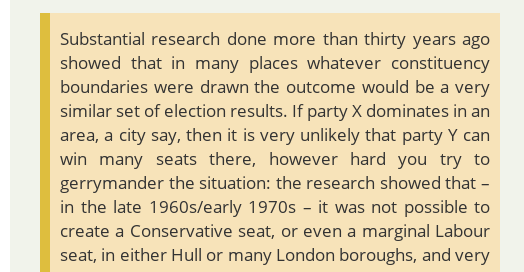 Substantial research done more than thirty years ago
showed that in many places whatever constituency
boundaries were drawn the outcome would be a very
similar set of election results. If party X dominates in an
area, a city say, then it is very unlikely that party Y can
win many seats there, however hard you try to
gerrymander the situation: the research showed that –
in the late 1960s/early 1970s – it was not possible to
create a Conservative seat, or even a marginal Labour
seat, in either Hull or many London boroughs, and very